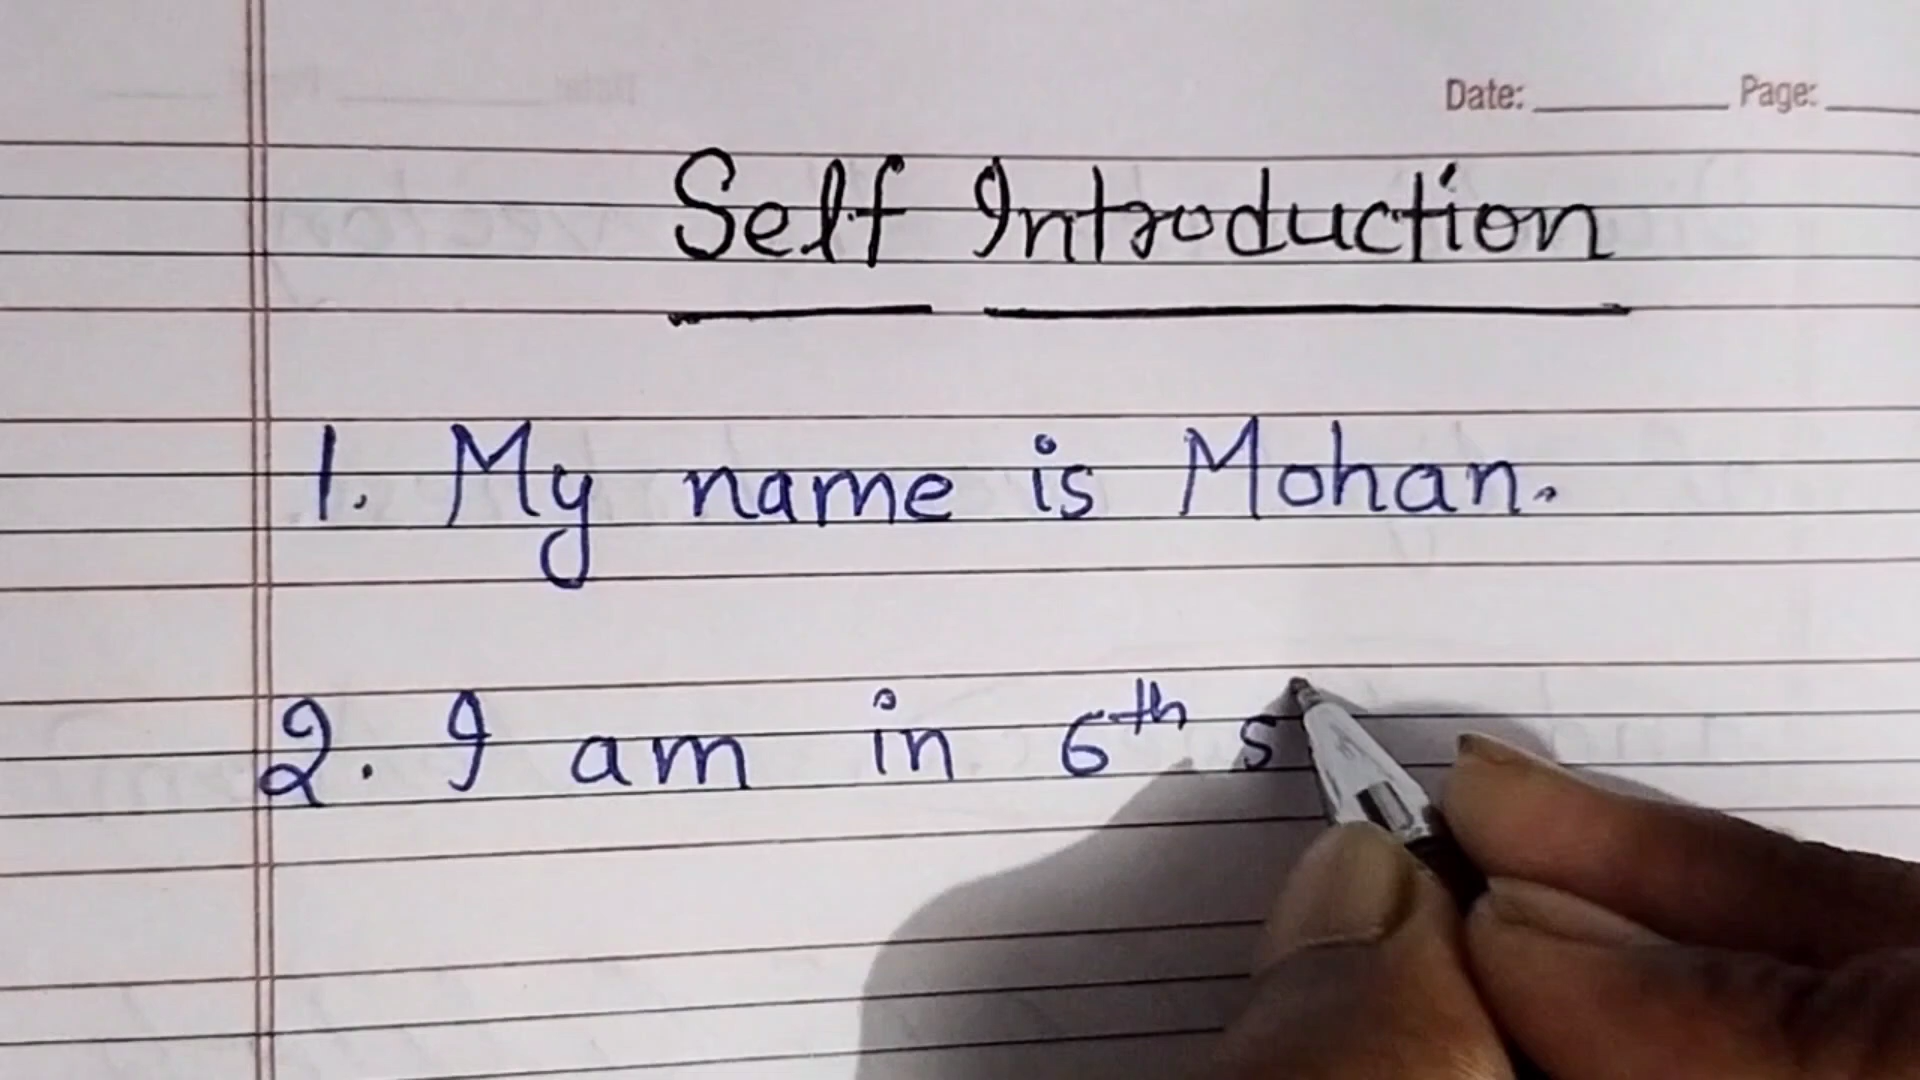 Date: Page:
Self Introduction
1. My name is Mohan.
2. I am in 6th s